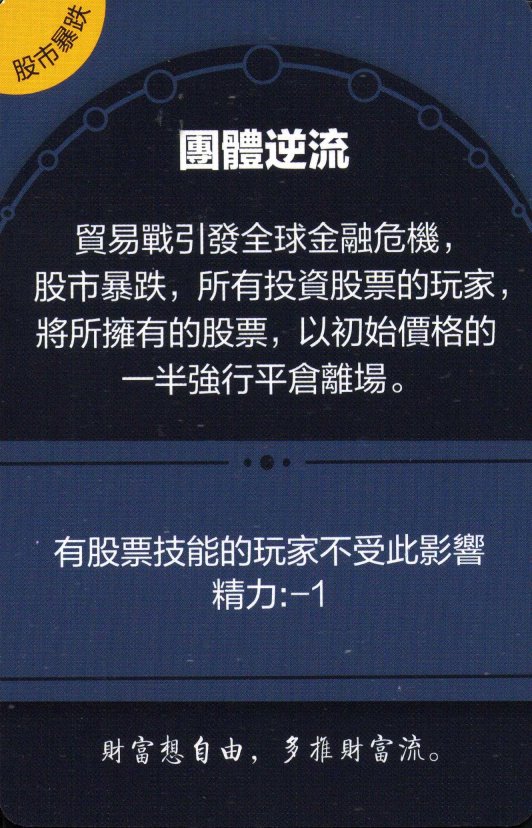 股市暴跌
團體逆流
貿易戰引發全球金融危機，
股市暴跌，所有投資股票的玩家，
將所擁有的股票，以初始價格的
一半強行平倉離場。
有股票技能的玩家不受此影響
精力:-1
財富想自由，多推財富流。